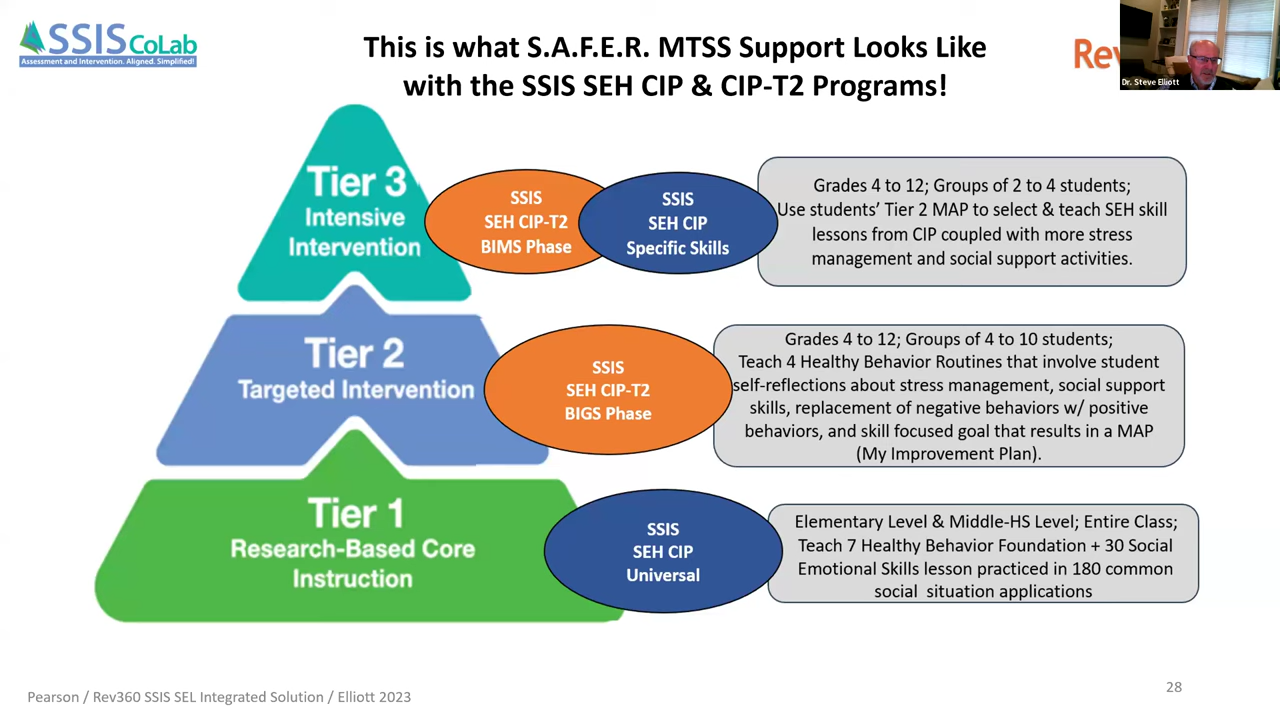 SSIS CoLab
Assessment and Intervention. Aligned. Simplified!
This is what S.A.F.E.R. MTSS Support Looks Like
with the SSIS SEH CIP & CIP-T2 Programs!
Rev
Dr. Steve Elliott
Tier 3
Intensive
Intervention
SSIS
SEH CIP-T2
BIMS Phase
SSIS
SEH CIP
Specific Skills
Grades 4 to 12; Groups of 2 to 4 students;
Use students’ Tier 2 MAP to select & teach SEH skill
lessons from CIP coupled with more stress
management and social support activities.
Tier 2
Targeted Intervention
SSIS
SEH CIP-T2
BIGS Phase
Grades 4 to 12; Groups of 4 to 10 students;
Teach 4 Healthy Behavior Routines that involve student
self-reflections about stress management, social support
skills, replacement of negative behaviors w/ positive
behaviors, and skill focused goal that results in a MAP
(My Improvement Plan).
Tier 1
Research-Based Core
Instruction
SSIS
SEH CIP
Universal
Elementary Level & Middle-HS Level; Entire Class;
Teach 7 Healthy Behavior Foundation + 30 Social
Emotional Skills lesson practiced in 180 common
social situation applications
Pearson / Rev360 SSIS SEL Integrated Solution / Elliott 2023
28